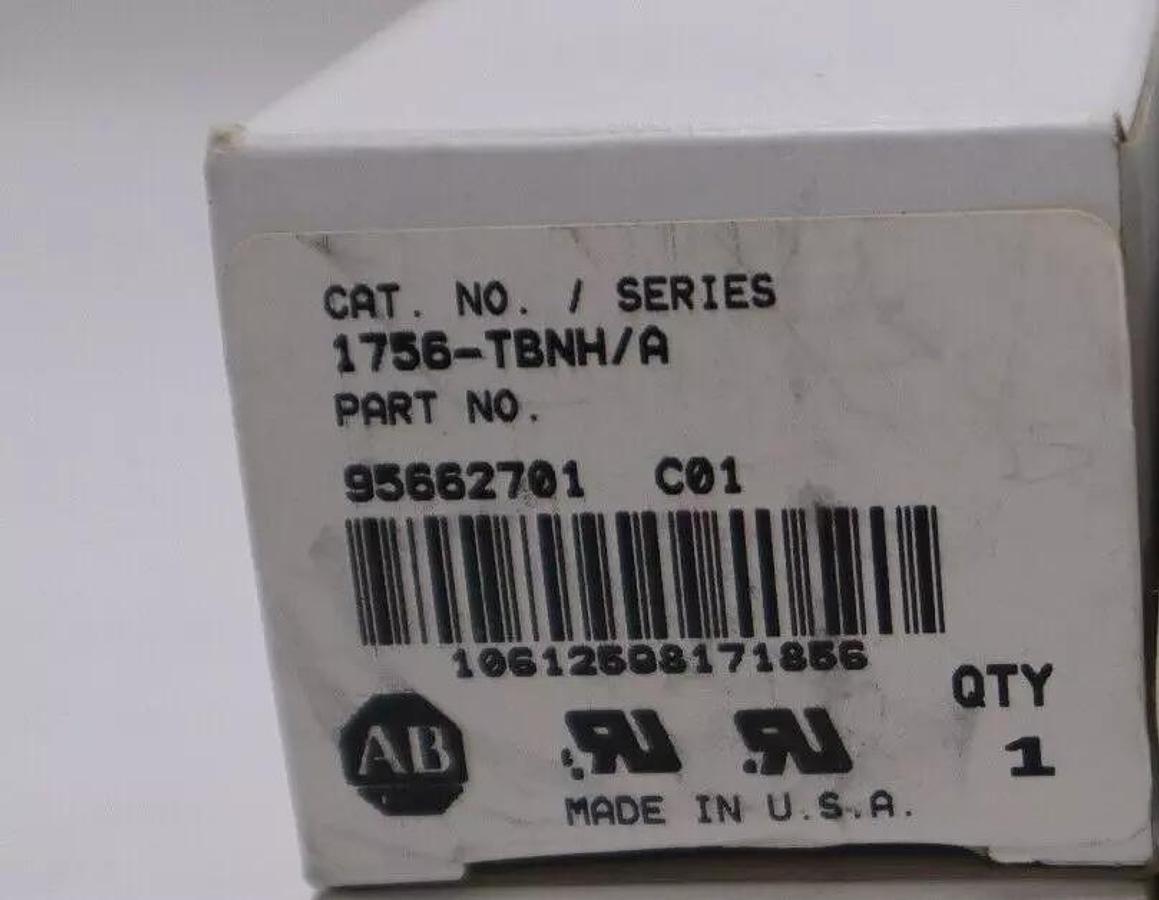 CAT. NO. / SERIES
1756-TBNH/A
PART NO.
95662701 C01
10612598171856
QTY
1
AB
MADE IN U.S.A.